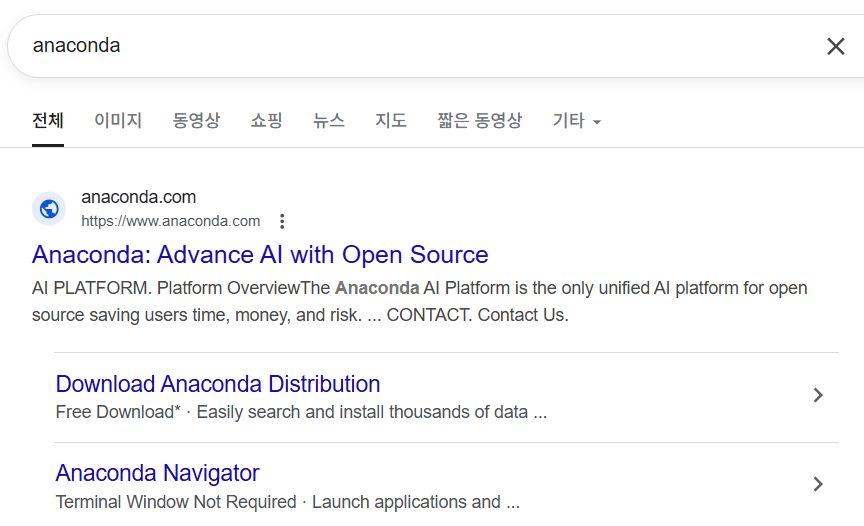 anaconda
전체 이미지 동영상 쇼핑 뉴스 지도 짧은 동영상 기타
anaconda.com
https://www.anaconda.com
Anaconda: Advance AI with Open Source
AI PLATFORM. Platform OverviewThe Anaconda AI Platform is the only unified AI platform for open
source saving users time, money, and risk. ... CONTACT. Contact Us.
Download Anaconda Distribution
Free Download* · Easily search and install thousands of data ...
Anaconda Navigator
Terminal Window Not Required · Launch applications and ...